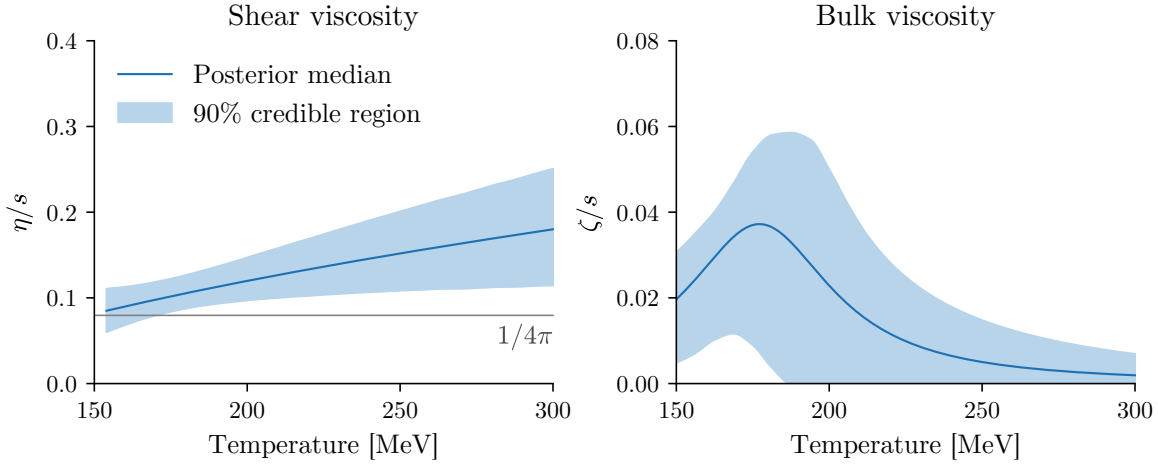 Shear viscosity
0.4
0.3
0.2
0.1
0.0
η/s
Posterior median
90% credible region
1/4π
150
200
250
300
Temperature [MeV]
Bulk viscosity
0.08
0.06
0.04
0.02
0.00
ζ/s
150
200
250
300
Temperature [MeV]